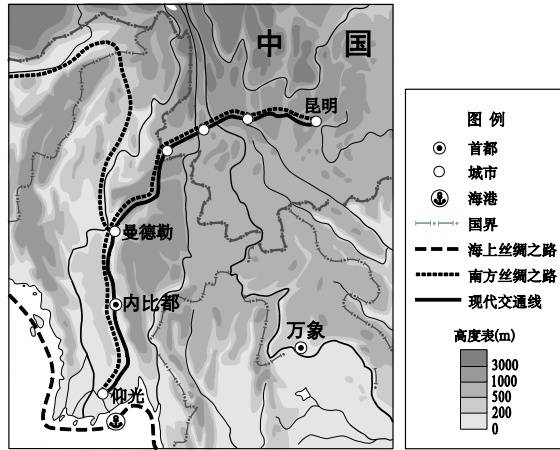 中国
昆明
曼德勒
内比都
万象
仰光
图例
首都
城市
海港
国界
海上丝绸之路
南方丝绸之路
现代交通线
高度表(m)
3000
1000
500
200
0